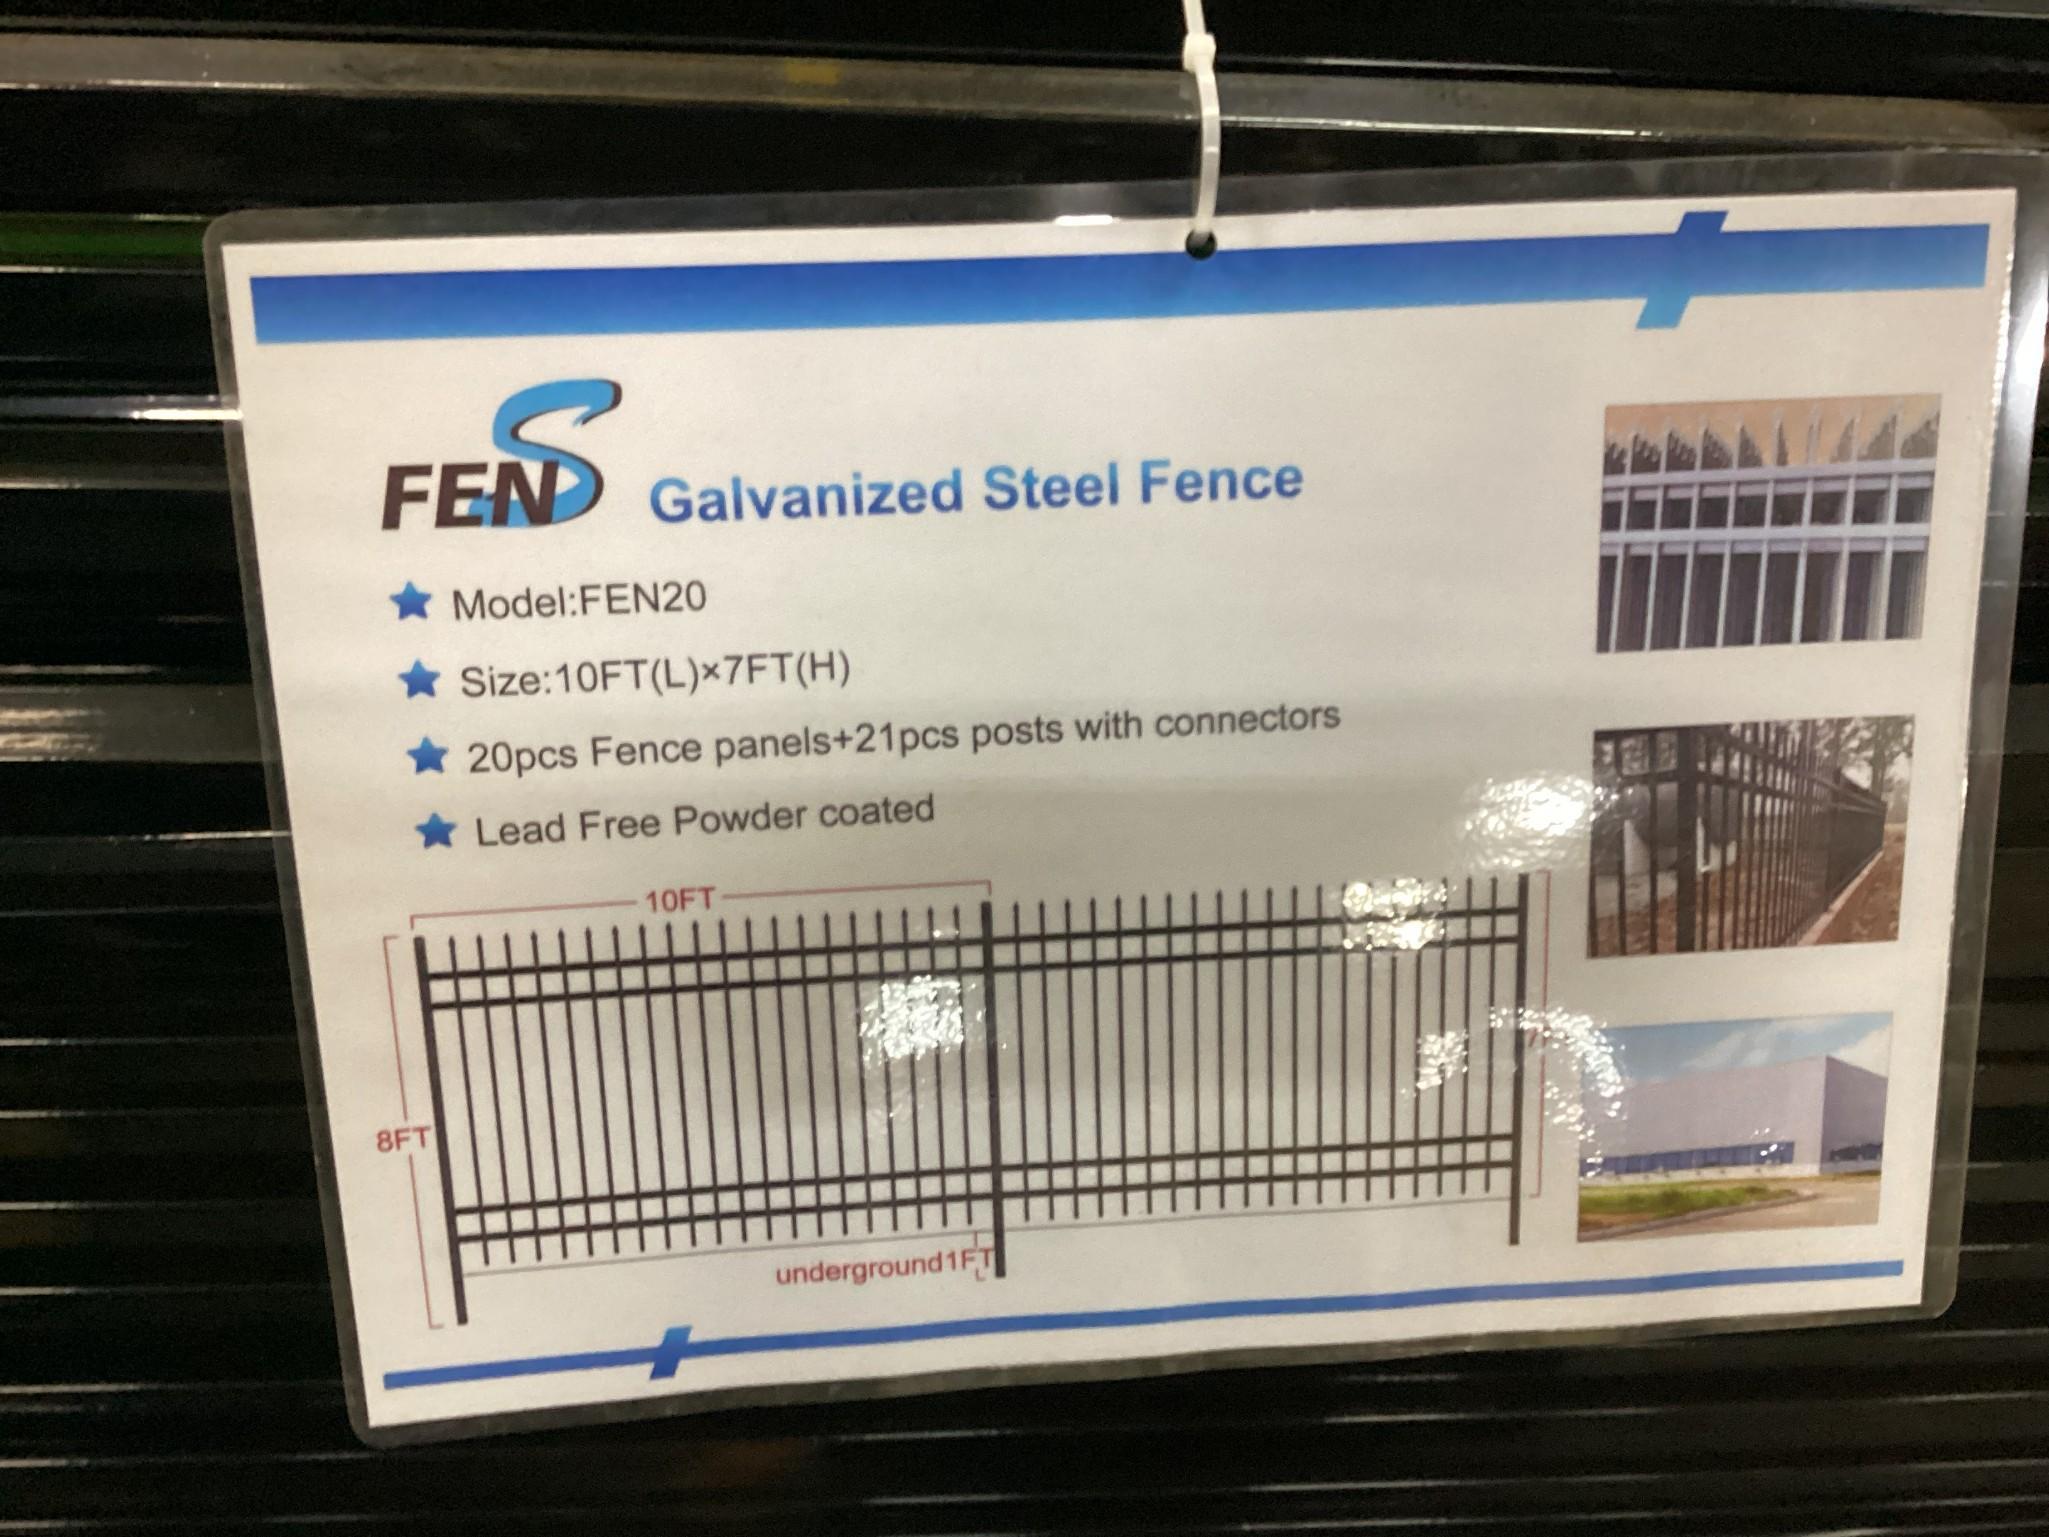 FENS Galvanized Steel Fence
Model:FEN20
Size:10FT(L)×7FT(H)
20pcs Fence panels+21pcs posts with connectors
Lead Free Powder coated
10FT
8FT
underground1FT